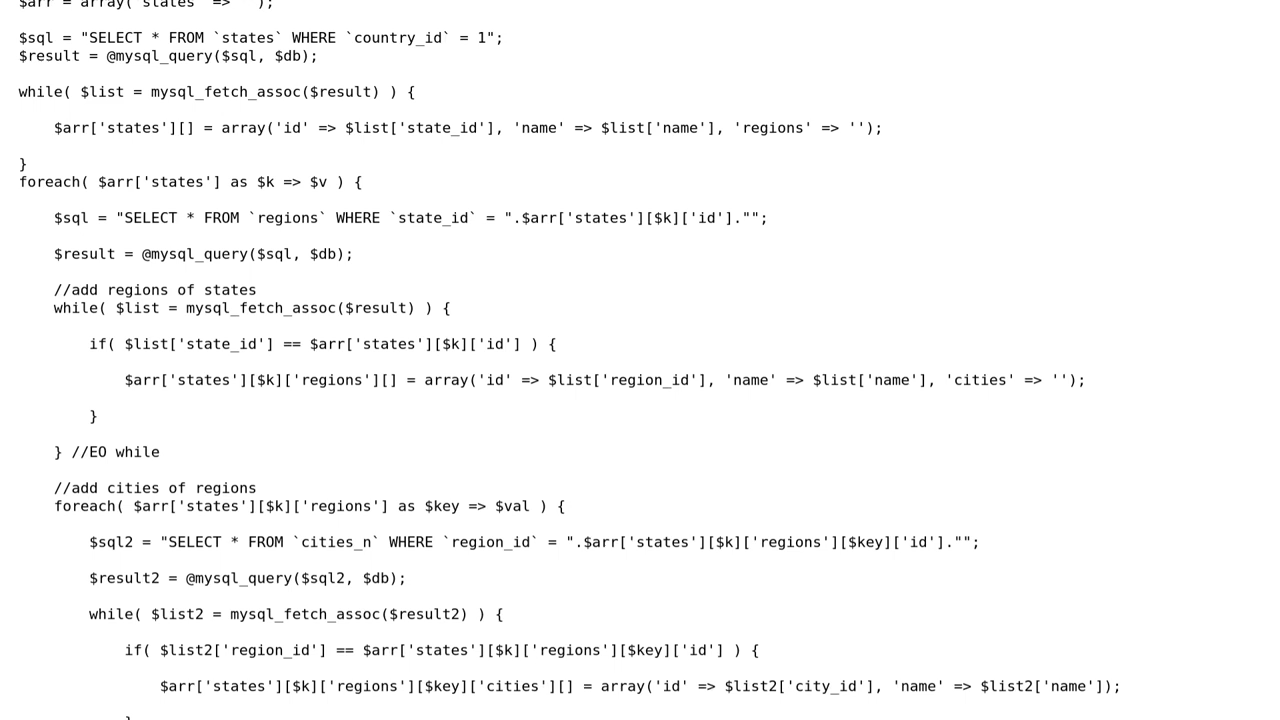 $arr = array( 'states' => '' );
$sql = "SELECT * FROM `states` WHERE `country_id` = 1";
$result = @mysql_query($sql, $db);
while( $list = mysql_fetch_assoc($result) ) {
$arr['states'][] = array('id' => $list['state_id'], 'name' => $list['name'], 'regions' => '');
}
foreach( $arr['states'] as $k => $v ) {
$sql = "SELECT * FROM `regions` WHERE `state_id` = ".$arr['states'][$k]['id']."";
$result = @mysql_query($sql, $db);
//add regions of states
while( $list = mysql_fetch_assoc($result) ) {
if( $list['state_id'] == $arr['states'][$k]['id'] ) {
$arr['states'][$k]['regions'][] = array('id' => $list['region_id'], 'name' => $list['name'], 'cities' => '');
}
} //EO while
//add cities of regions
foreach( $arr['states'][$k]['regions'] as $key => $val ) {
$sql2 = "SELECT * FROM `cities_n` WHERE `region_id` = ".$arr['states'][$k]['regions'][$key]['id']."";
$result2 = @mysql_query($sql2, $db);
while( $list2 = mysql_fetch_assoc($result2) ) {
if( $list2['region_id'] == $arr['states'][$k]['regions'][$key]['id'] ) {
$arr['states'][$k]['regions'][$key]['cities'][] = array('id' => $list2['city_id'], 'name' => $list2['name']);
}